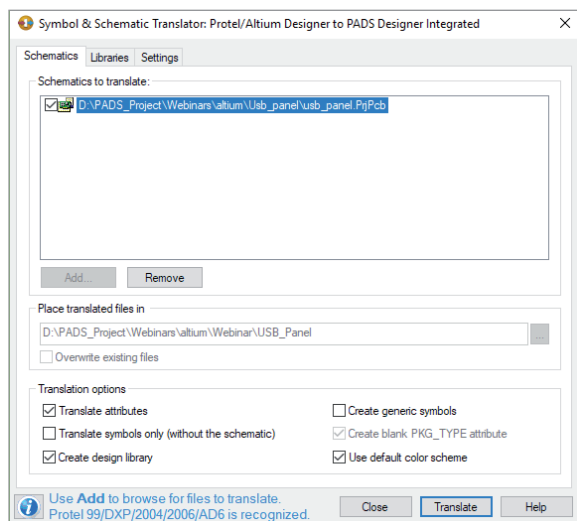 Symbol & Schematic Translator: Protel/Altium Designer to PADS Designer Integrated
Schematics Libraries Settings
Schematics to translate:
D:\PADS_Project\Webinars\altium\Usb_panel\usb_panel.PrjPcb
Add... Remove
Place translated files in
D:\PADS_Project\Webinars\altium\Webinar\USB_Panel
...
Overwrite existing files
Translation options
Translate attributes Create generic symbols
Translate symbols only (without the schematic) Create blank PKG_TYPE attribute
Create design library Use default color scheme
Use Add to browse for files to translate.
Protel 99/DXP/2004/2006/AD6 is recognized.
Close Translate Help